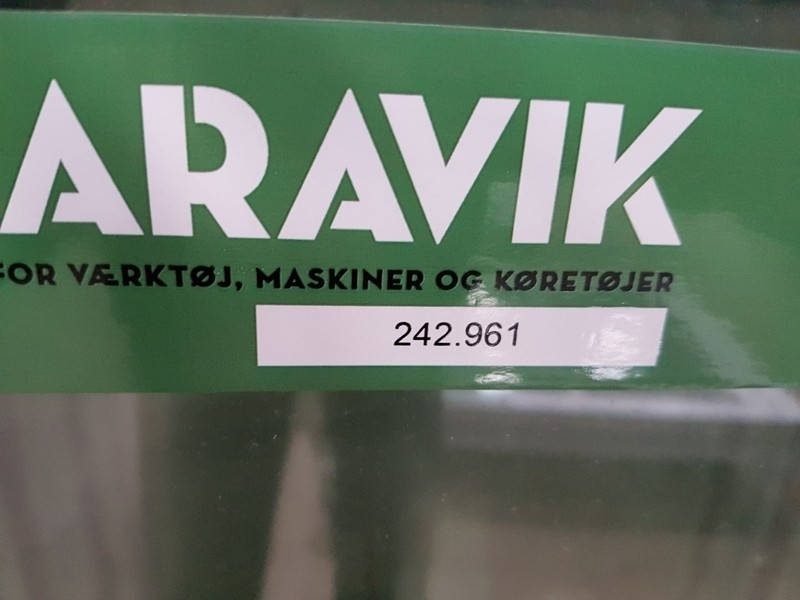 ARAVIK
FOR VÆRKTØJ, MASKINER OG KØRETØJER
242.961